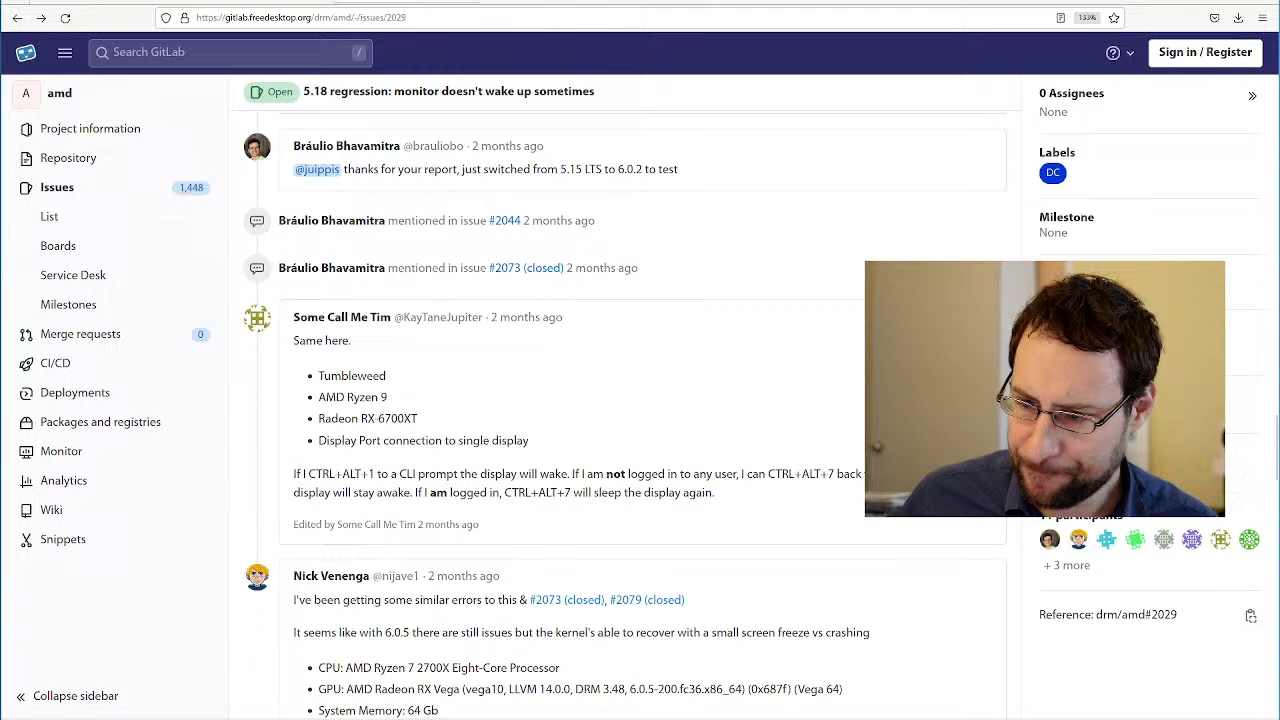 https://gitlab.freedesktop.org/drm/amd/-/issues/2029
133%
Search GitLab
/
Sign in / Register
A
amd
Project information
Repository
Issues
1,448
List
Boards
Service Desk
Milestones
Merge requests
0
CI/CD
Deployments
Packages and registries
Monitor
Analytics
Wiki
Snippets
Collapse sidebar
Open
5.18 regression: monitor doesn't wake up sometimes
Bráulio Bhavamitra @brauliobo · 2 months ago
@juippis thanks for your report, just switched from 5.15 LTS to 6.0.2 to test
Bráulio Bhavamitra mentioned in issue #2044 2 months ago
Bráulio Bhavamitra mentioned in issue #2073 (closed) 2 months ago
Some Call Me Tim @KayTaneJupiter · 2 months ago
Same here.
• Tumbleweed
• AMD Ryzen 9
• Radeon RX-6700XT
• Display Port connection to single display
If I CTRL+ALT+1 to a CLI prompt the display will wake. If I am not logged in to any user, I can CTRL+ALT+7 back
display will stay awake. If I am logged in, CTRL+ALT+7 will sleep the display again.
Edited by Some Call Me Tim 2 months ago
Nick Venenga @nijave1 · 2 months ago
I've been getting some similar errors to this & #2073 (closed), #2079 (closed)
It seems like with 6.0.5 there are still issues but the kernel's able to recover with a small screen freeze vs crashing
• CPU: AMD Ryzen 7 2700X Eight-Core Processor
• GPU: AMD Radeon RX Vega (vega10, LLVM 14.0.0, DRM 3.48, 6.0.5-200.fc36.x86_64) (0x687f) (Vega 64)
• System Memory: 64 Gb
0 Assignees
None
Labels
DC
Milestone
None
participants
+ 3 more
Reference: drm/amd#2029